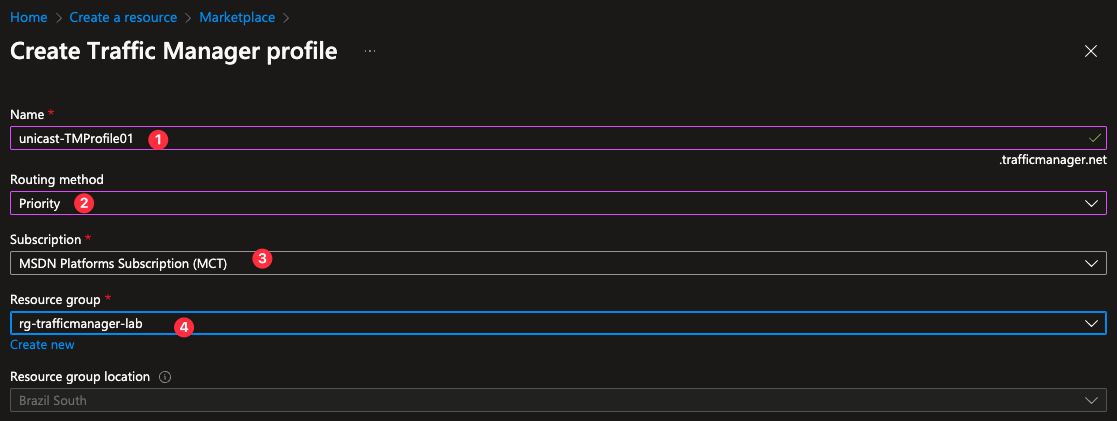 Home > Create a resource > Marketplace >
Create Traffic Manager profile ...
Name *
unicast-TMProfile01 1
.trafficmanager.net
Routing method
Priority 2
Subscription *
MSDN Platforms Subscription (MCT) 3
Resource group *
rg-trafficmanager-lab 4
Create new
Resource group location
Brazil South